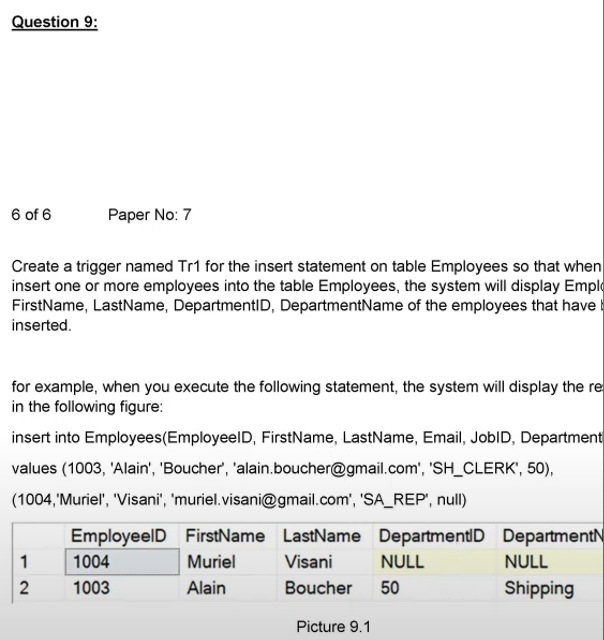 Question 9:
6 of 6 Paper No: 7
Create a trigger named Tr1 for the insert statement on table Employees so that when
insert one or more employees into the table Employees, the system will display
FirstName, LastName, DepartmentID, DepartmentName of the employees that have
inserted.
for example, when you execute the following statement, the system will display the
in the following figure:
insert into Employees(EmployeeID, FirstName, LastName, Email, JobID,
values (1003, 'Alain', 'Boucher', 'alain.boucher@gmail.com', 'SH_CLERK', 50),
(1004,'Muriel', 'Visani', 'muriel.visani@gmail.com', 'SA_REP', null)
EmployeeID FirstName LastName DepartmentID DepartmentN
1 1004 Muriel Visani NULL NULL
2 1003 Alain Boucher 50 Shipping
Picture 9.1